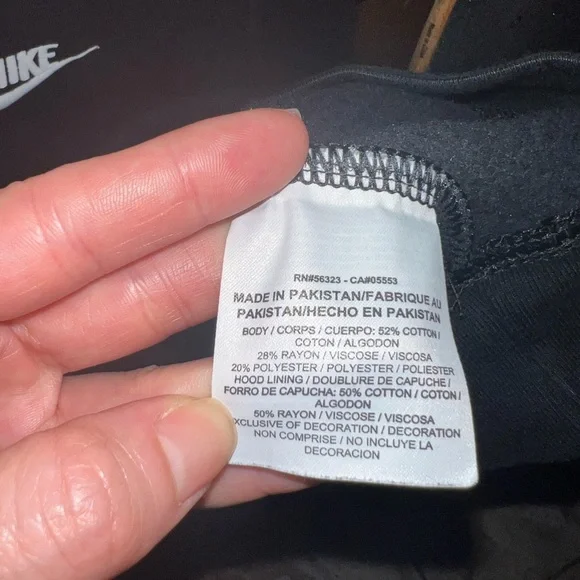 NIKE
RN#56323 - CA#05553
MADE IN PAKISTAN/FABRIQUE AU
PAKISTAN/HECHO EN PAKISTAN
BODY / CORPS / CUERPO: 52% COTTON /
COTON / ALGODON
28% RAYON / VISCOSE / VISCOSA
20% POLYESTER / POLYESTER / POLIESTER
HOOD LINING / DOUBLURE DE CAPUCHE /
FORRO DE CAPUCHA: 50% COTTON / COTON /
ALGODON
50% RAYON / VISCOSE / VISCOSA
EXCLUSIVE OF DECORATION / DECORATION
NON COMPRISE / NO INCLUYE LA
DECORACION